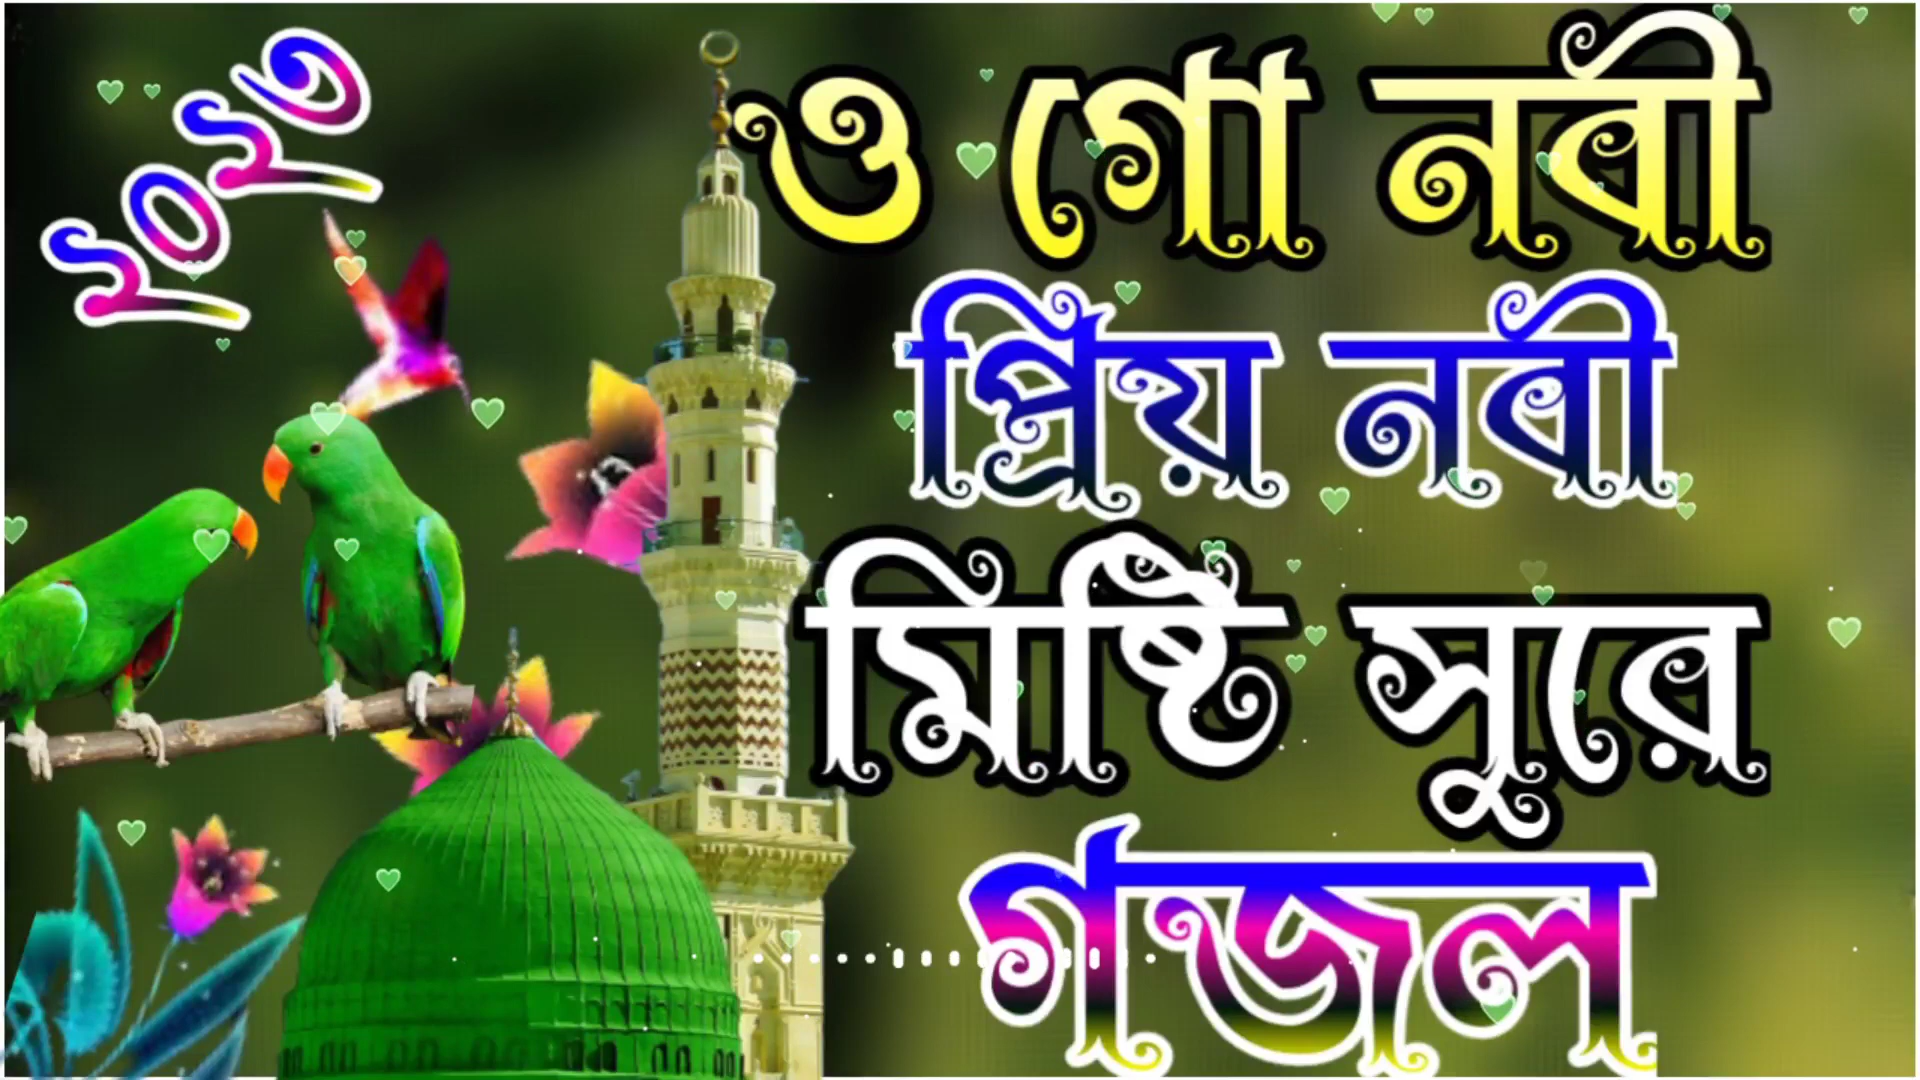 ২০২৩
ও গো নবী
প্রিয় নবী
মিষ্টি সুরে
গজল